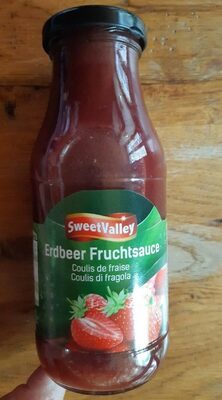 SweetValley
Erdbeer Fruchtsauce
Coulis de fraise
Coulis di fragola